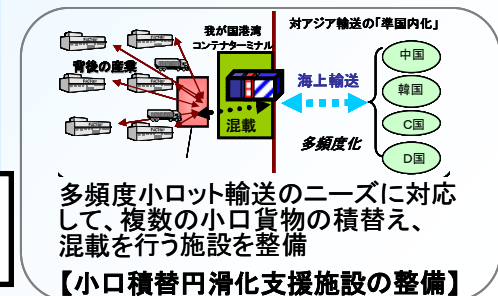 我が国港湾
コンテナターミナル
対アジア輸送の「準国内化」
背後の産業
混載
海上輸送
多頻度化
中国
韓国
C国
D国
多頻度小ロット輸送のニーズに対応
して、複数の小口貨物の積替え、
混載を行う施設を整備
【小口積替円滑化支援施設の整備】